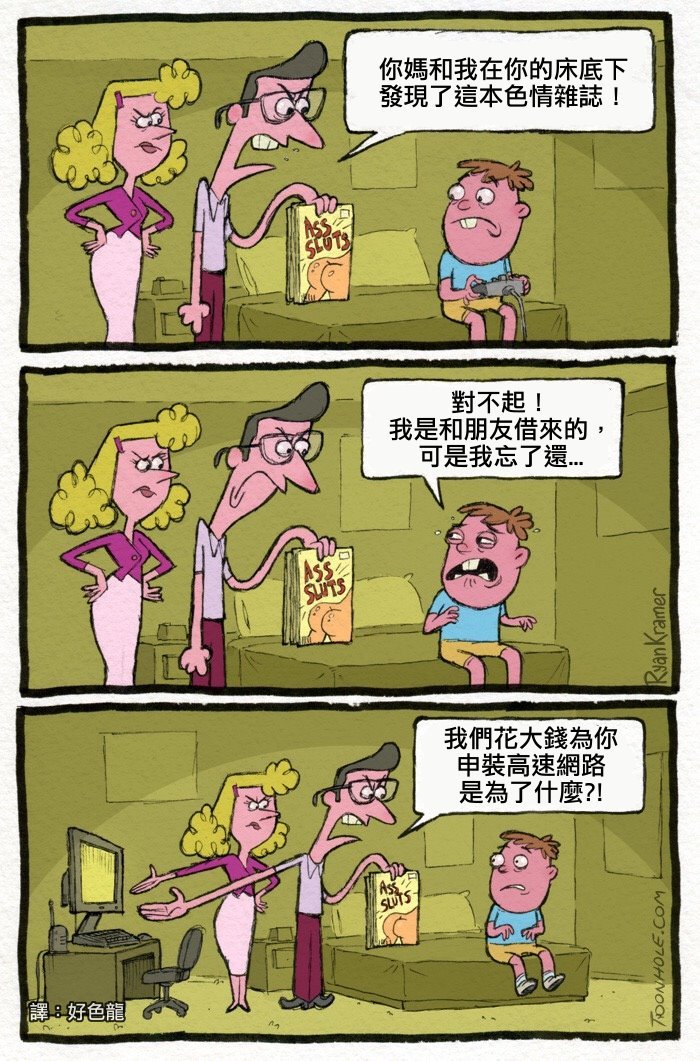 你媽和我在你的床底下
發現了這本色情雜誌！
ASS
SLUTS
對不起！
我是和朋友借來的，
可是我忘了還...
ASS
SLUTS
Ryan Kramer
我們花大錢為你
申裝高速網路
是為了什麼?!
ASS
SLUTS
譯：好色龍
TOONHOLE.COM